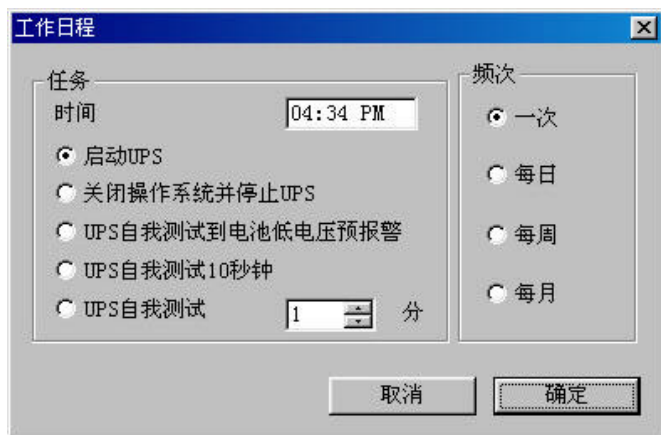 工作日程
任务
时间 04:34 PM
启动UPS
关闭操作系统并停止UPS
UPS自我测试到电池低电压预报警
UPS自我测试10秒钟
UPS自我测试 1 分
频次
一次
每日
每周
每月
取消 确定